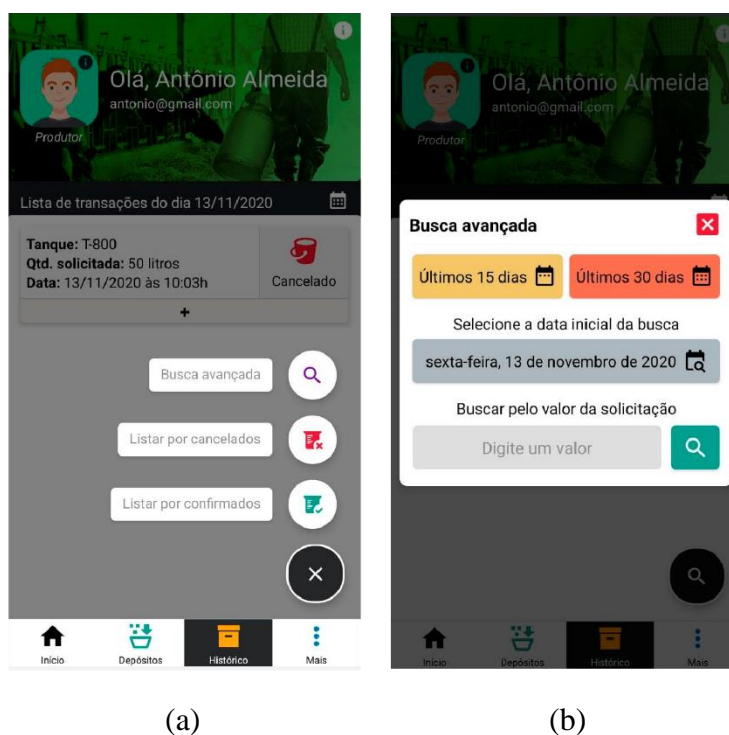 Olá, Antônio Almeida
antonio@gmail.com
Produtor
Lista de transações do dia 13/11/2020
Tanque: T-800
Qtd. solicitada: 50 litros
Data: 13/11/2020 às 10:03h
Cancelado
+
Busca avançada
Listar por cancelados
Listar por confirmados
Início
Depósitos
Histórico
Mais
(a)
Olá, Antônio Almeida
antonio@gmail.com
Produtor
Busca avançada
Últimos 15 dias
Últimos 30 dias
Selecione a data inicial da busca
sexta-feira, 13 de novembro de 2020
Buscar pelo valor da solicitação
Digite um valor
Início
Depósitos
Histórico
Mais
(b)